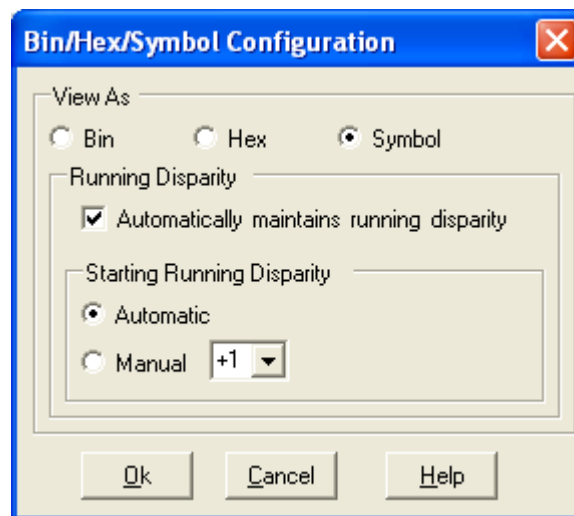 Bin/Hex/Symbol Configuration
View As
Bin Hex Symbol
Running Disparity
Automatically maintains running disparity
Starting Running Disparity
Automatic
Manual +1
Ok Cancel Help